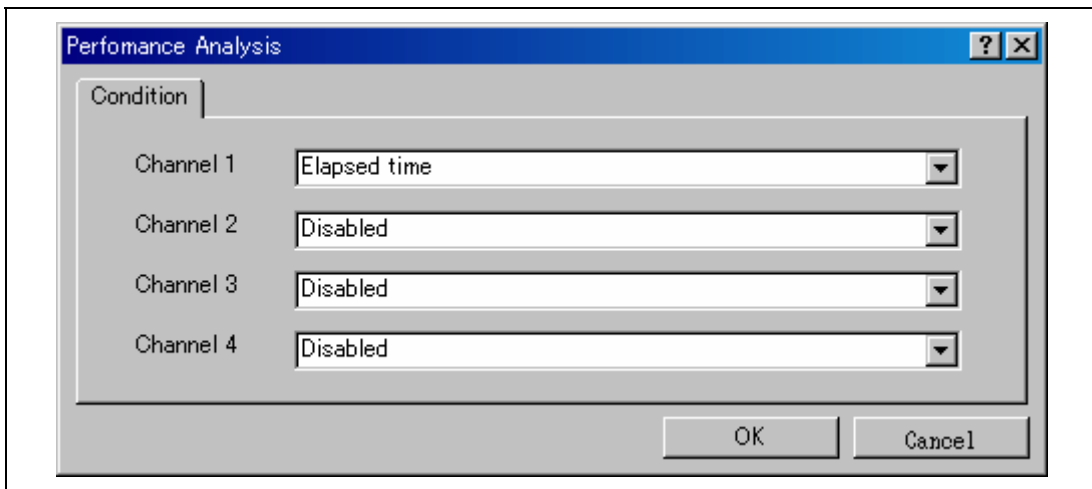 Perfomance Analysis
Condition
Channel 1 Elapsed time
Channel 2 Disabled
Channel 3 Disabled
Channel 4 Disabled
OK Cancel